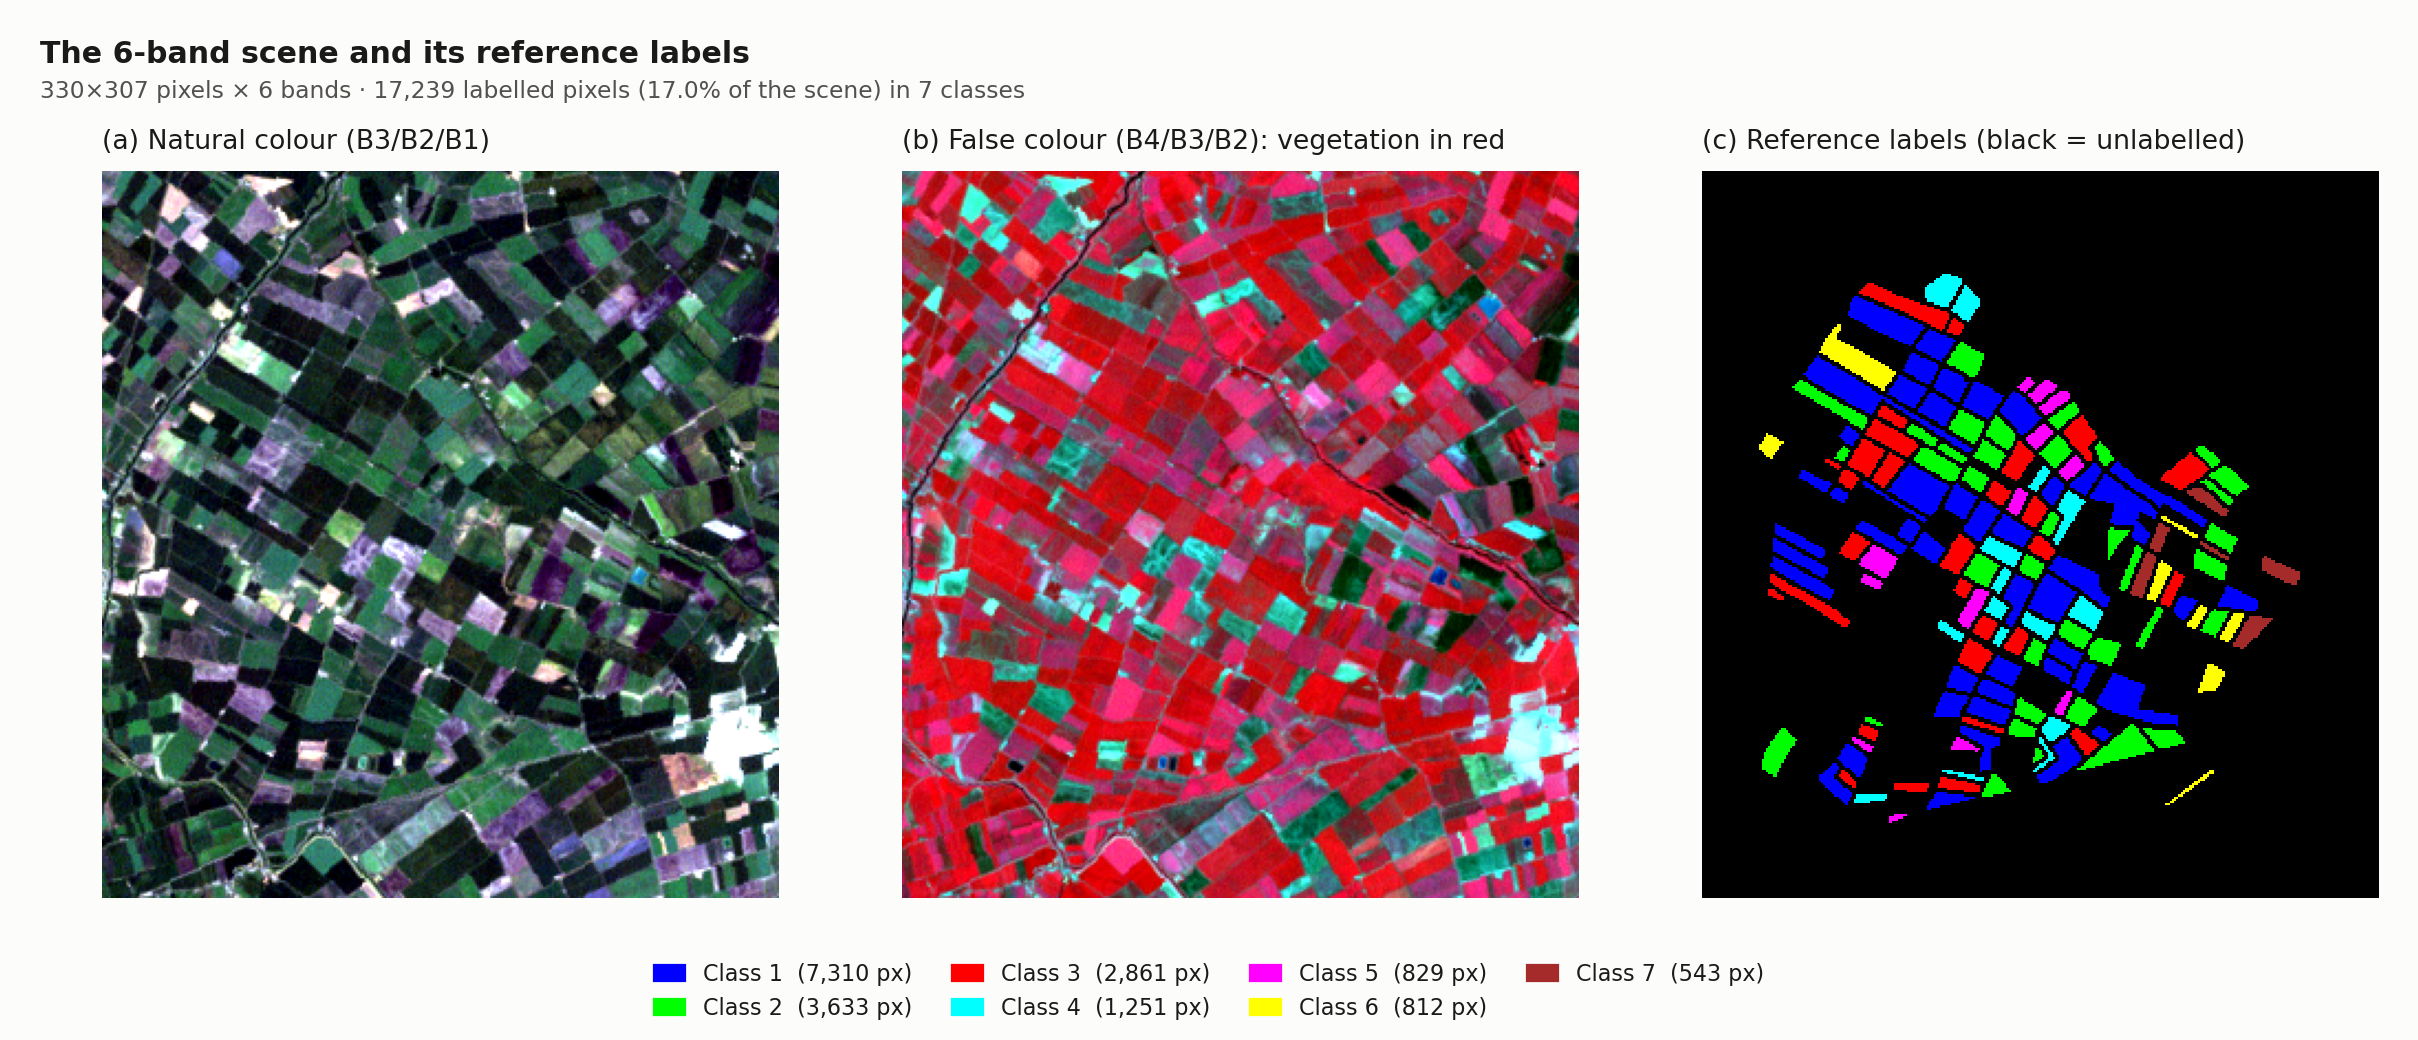 The 6-band scene and its reference labels
330×307 pixels × 6 bands · 17,239 labelled pixels (17.0% of the scene) in 7 classes
(a) Natural colour (B3/B2/B1)
(b) False colour (B4/B3/B2): vegetation in red
(c) Reference labels (black = unlabelled)
Class 1 (7,310 px)
Class 3 (2,861 px)
Class 5 (829 px)
Class 7 (543 px)
Class 2 (3,633 px)
Class 4 (1,251 px)
Class 6 (812 px)